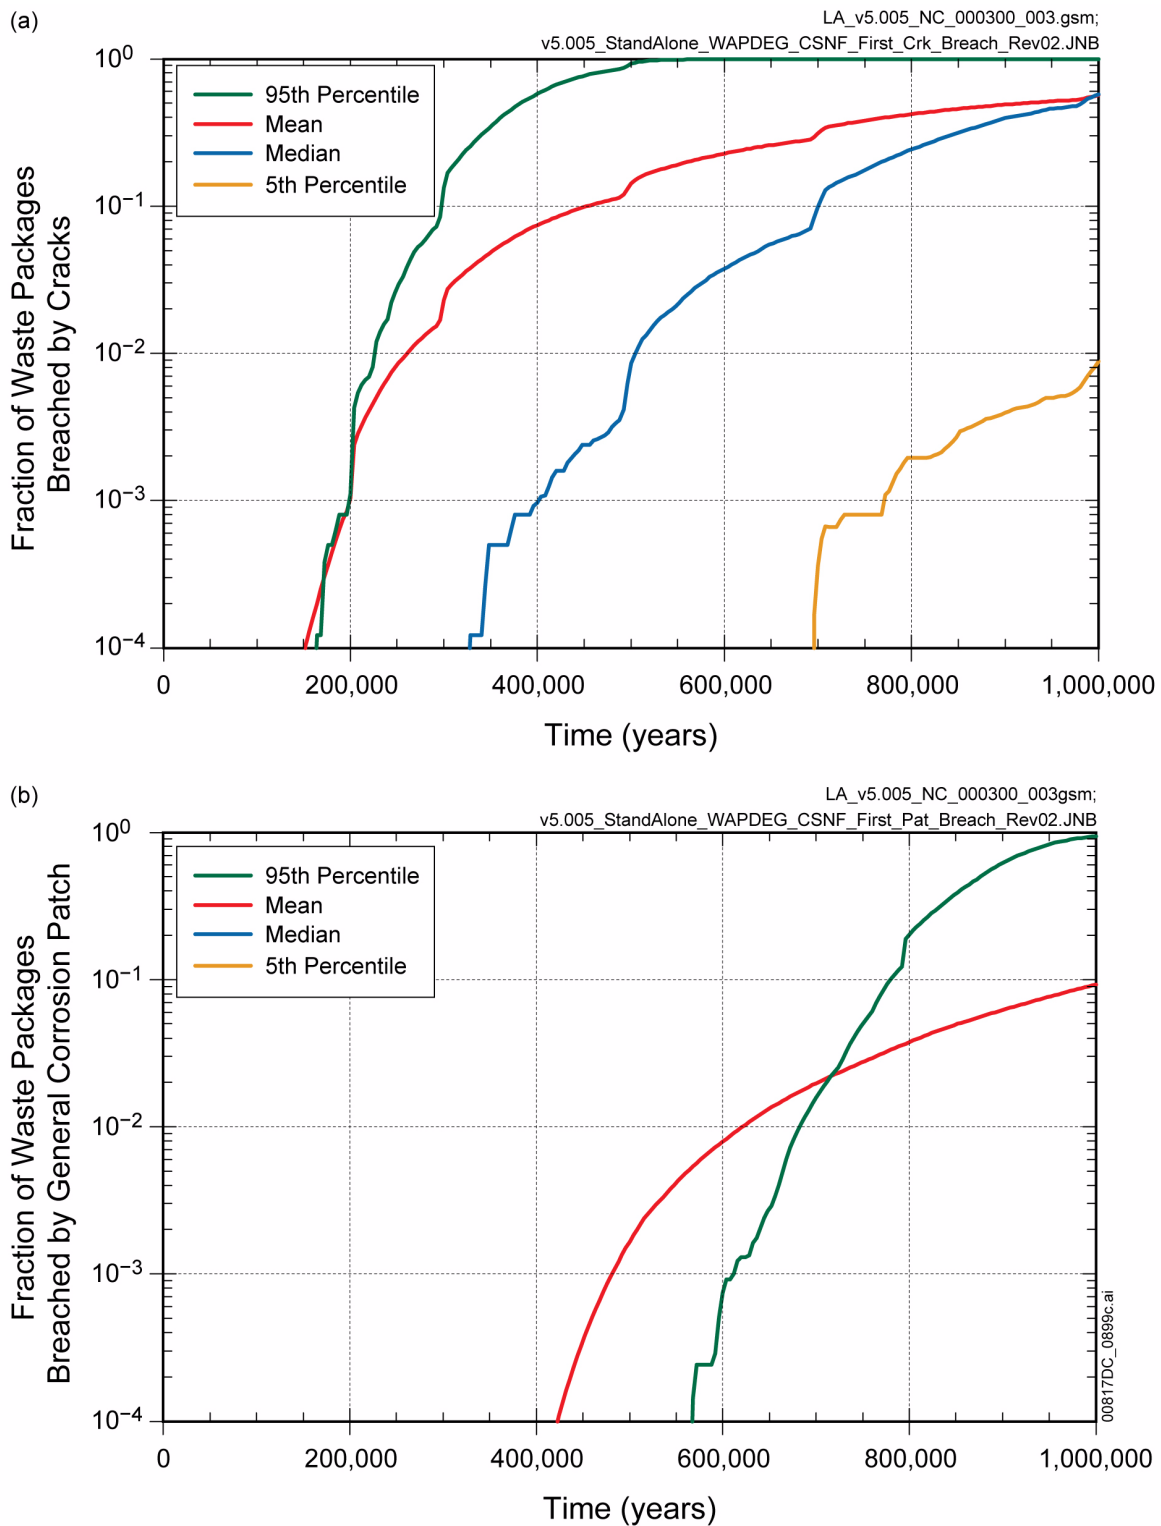 (a)
LA_v5.005_NC_000300_003.gsm;
v5.005_StandAlone_WAPDEG_CSNF_First_Crk_Breach_Rev02.JNB
Fraction of Waste Packages
Breached by Cracks
10⁰
10⁻¹
10⁻²
10⁻³
10⁻⁴
95th Percentile
Mean
Median
5th Percentile
0 200,000 400,000 600,000 800,000 1,000,000
Time (years)
(b)
LA_v5.005_NC_000300_003gsm;
v5.005_StandAlone_WAPDEG_CSNF_First_Pat_Breach_Rev02.JNB
Fraction of Waste Packages
Breached by General Corrosion Patch
10⁰
10⁻¹
10⁻²
10⁻³
10⁻⁴
95th Percentile
Mean
Median
5th Percentile
00817DC_0899c.ai
0 200,000 400,000 600,000 800,000 1,000,000
Time (years)